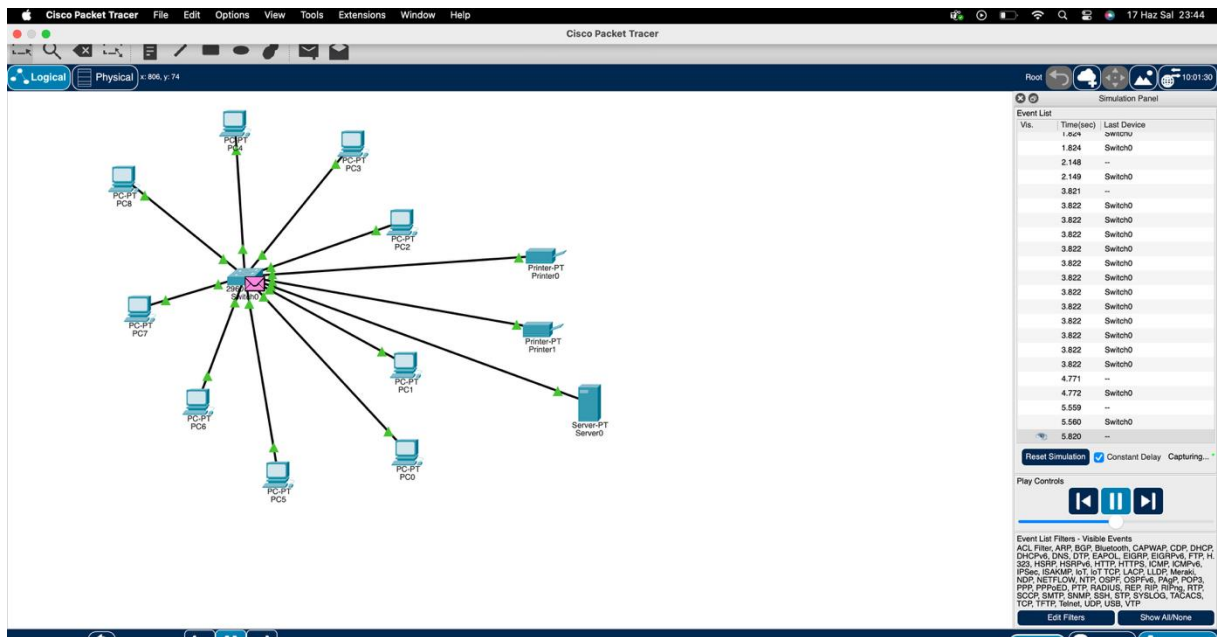 Cisco Packet Tracer File Edit Options View Tools Extensions Window Help 17 Haz Sal 23:44
Cisco Packet Tracer
Logical Physical x: 806, y: 74 Root 10:01:30
Simulation Panel
Event List
Vis. Time(sec) Last Device
1.824 Switch0
1.824 Switch0
2.148 --
2.149 Switch0
3.821 --
3.822 Switch0
3.822 Switch0
3.822 Switch0
3.822 Switch0
3.822 Switch0
3.822 Switch0
3.822 Switch0
3.822 Switch0
3.822 Switch0
3.822 Switch0
3.822 Switch0
4.771 --
4.772 Switch0
5.559 --
5.560 Switch0
5.820 --
Reset Simulation Constant Delay Capturing...
Play Controls
Event List Filters - Visible Events
ACL Filter, ARP, BGP, Bluetooth, CAPWAP, CDP, DHCP,
DHCPv6, DNS, DTP, EAPOL, EIGRP, EIGRPv6, FTP, H.
323, HSRP, HSRPv6, HTTP, HTTPS, ICMP, ICMPv6,
IPSec, ISAKMP, IoT, IoT TCP, LACP, LLDP, Meraki,
NDP, NETFLOW, NTP, OSPF, OSPFv6, PAgP, POP3,
PPP, PPPoED, PTP, RADIUS, REP, RIP, RIPng, RTP,
SCCP, SMTP, SNMP, SSH, STP, SYSLOG, TACACS,
TCP, TFTP, Telnet, UDP, USB, VTP
Edit Filters Show All/None
PC-PT
PC4
PC-PT
PC3
PC-PT
PC8
PC-PT
PC2
Printer-PT
Printer0
Switch0
PC-PT
PC7
Printer-PT
Printer1
PC-PT
PC1
PC-PT
PC6
Server-PT
Server0
PC-PT
PC0
PC-PT
PC5